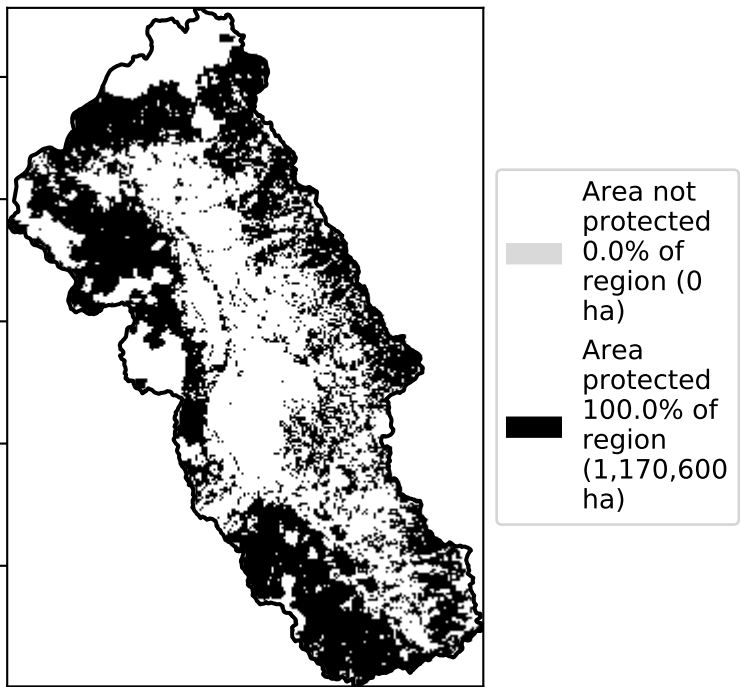 Area not
protected
0.0% of
region (0
ha)
Area
protected
100.0% of
region
(1,170,600
ha)